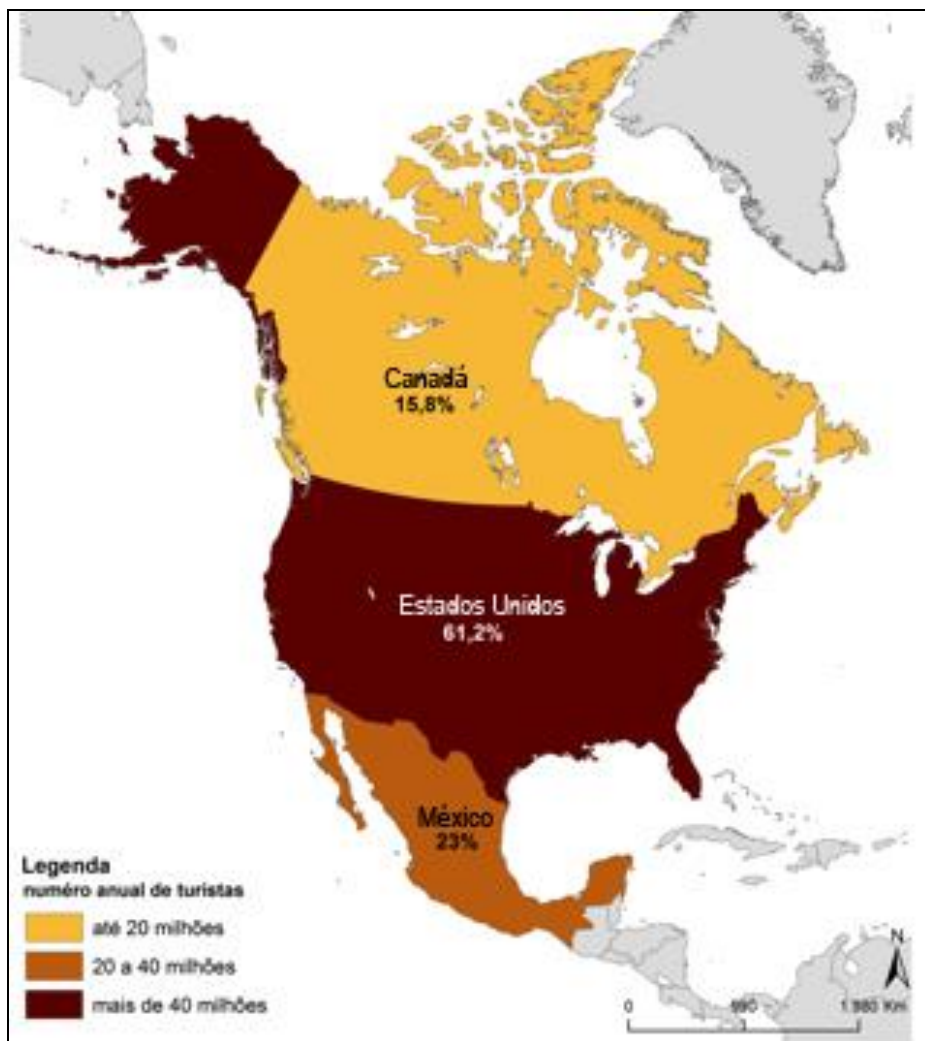 Canadá
15,8%
Estados Unidos
61,2%
México
23%
Legenda
numéro anual de turistas
até 20 milhões
20 a 40 milhões
mais de 40 milhões
N
0 990 1.980 Km